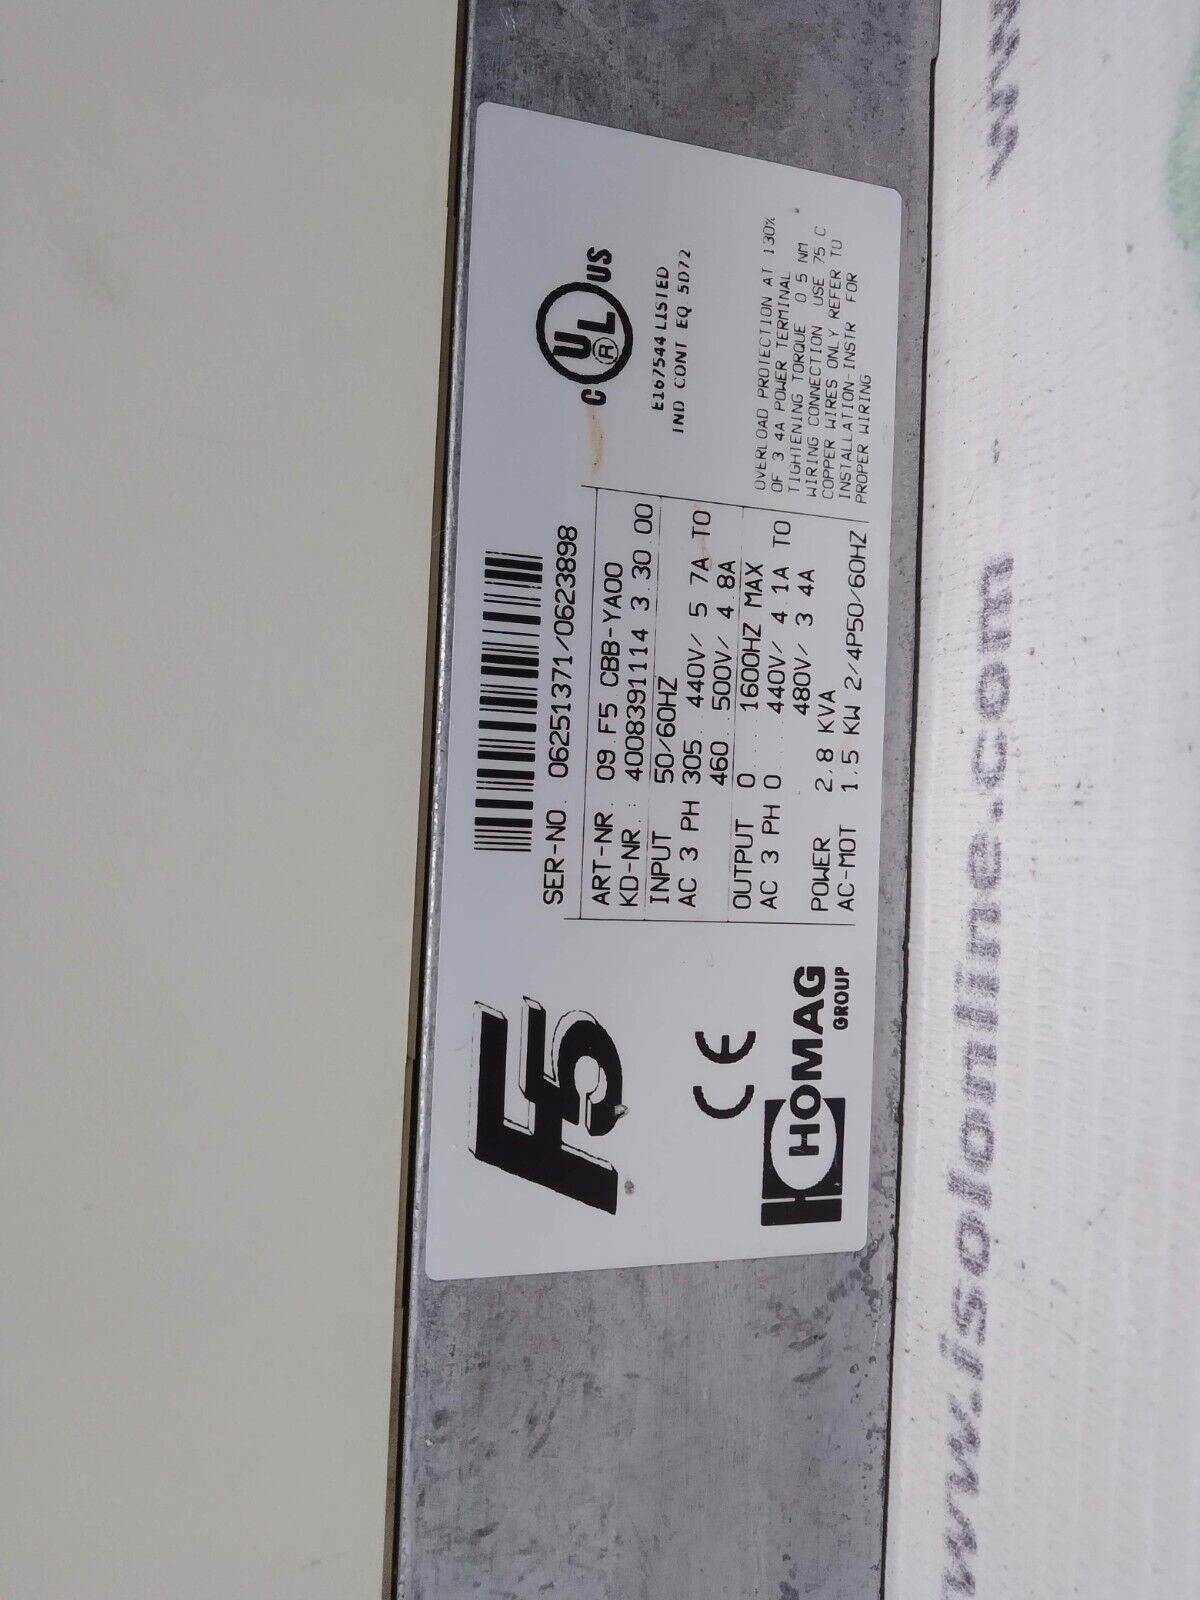 F5
CE
HOMAG
GROUP
SER-NO. 06251371/0623898
ART-NR. 09.F5.CBB-YA00
KD-NR.: 4008391114 3.30.00
INPUT 50/60HZ
AC 3 PH 305..440V/ 5.7A TO
460..500V/ 4.8A
OUTPUT 0....1600HZ MAX
AC 3 PH 0....440V/ 4.1A TO
480V/ 3.4A
POWER 2.8 KVA
AC-MOT 1.5 KW 2/4P50/60HZ
C UL US
®
E167544 LISTED
IND CONT EQ 5D72
OVERLOAD PROTECTION AT 130%
OF 3 4A POWER TERMINAL
TIGHTENING TORQUE 0 5 NM
WIRING CONNECTION USE 75 C
COPPER WIRES ONLY REFER TO
INSTALLATION-INSTR FOR
PROPER WIRING
www.isolonline.com
ww